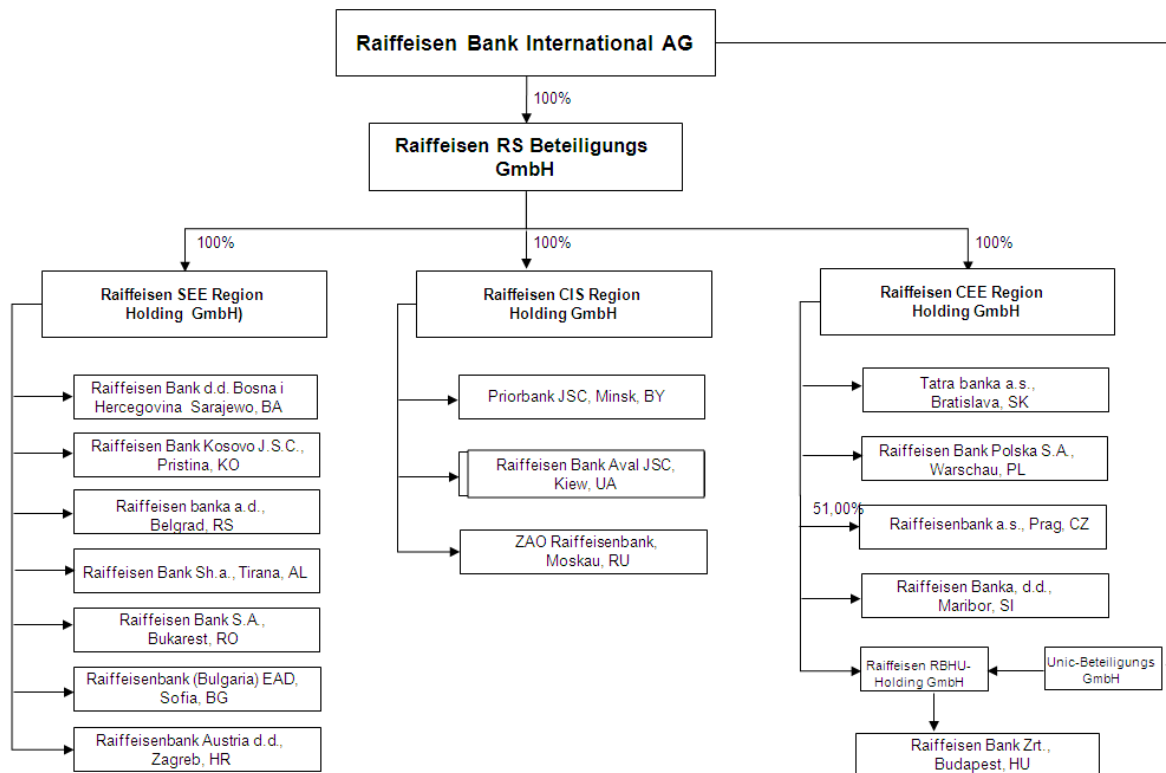 Raiffeisen Bank International AG
100%
Raiffeisen RS Beteiligungs
GmbH
100%
100%
100%
Raiffeisen SEE Region
Holding GmbH)
Raiffeisen CIS Region
Holding GmbH
Raiffeisen CEE Region
Holding GmbH
Raiffeisen Bank d.d. Bosna i
Hercegovina Sarajewo, BA
Raiffeisen Bank Kosovo J.S.C.,
Pristina, KO
Raiffeisen banka a.d.,
Belgrad, RS
Raiffeisen Bank Sh.a., Tirana, AL
Raiffeisen Bank S.A.,
Bukarest, RO
Raiffeisenbank (Bulgaria) EAD,
Sofia, BG
Raiffeisenbank Austria d.d.,
Zagreb, HR
Priorbank JSC, Minsk, BY
Raiffeisen Bank Aval JSC,
Kiew, UA
ZAO Raiffeisenbank,
Moskau, RU
Tatra banka a.s.,
Bratislava, SK
Raiffeisen Bank Polska S.A.,
Warschau, PL
51,00%
Raiffeisenbank a.s., Prag, CZ
Raiffeisen Banka, d.d.,
Maribor, SI
Raiffeisen RBHU-
Holding GmbH
Unic-Beteiligungs
GmbH
Raiffeisen Bank Zrt.,
Budapest, HU